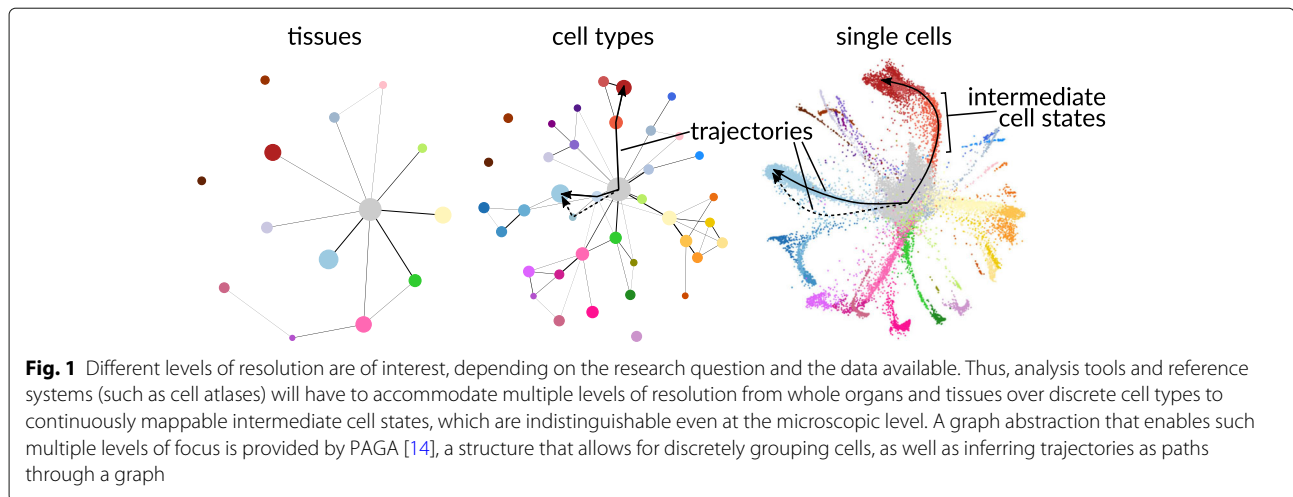 tissues
cell types
single cells
trajectories
intermediate
cell states
Fig. 1 Different levels of resolution are of interest, depending on the research question and the data available. Thus, analysis tools and reference
systems (such as cell atlases) will have to accommodate multiple levels of resolution from whole organs and tissues over discrete cell types to
continuously mappable intermediate cell states, which are indistinguishable even at the microscopic level. A graph abstraction that enables such
multiple levels of focus is provided by PAGA [14], a structure that allows for discretely grouping cells, as well as inferring trajectories as paths
through a graph